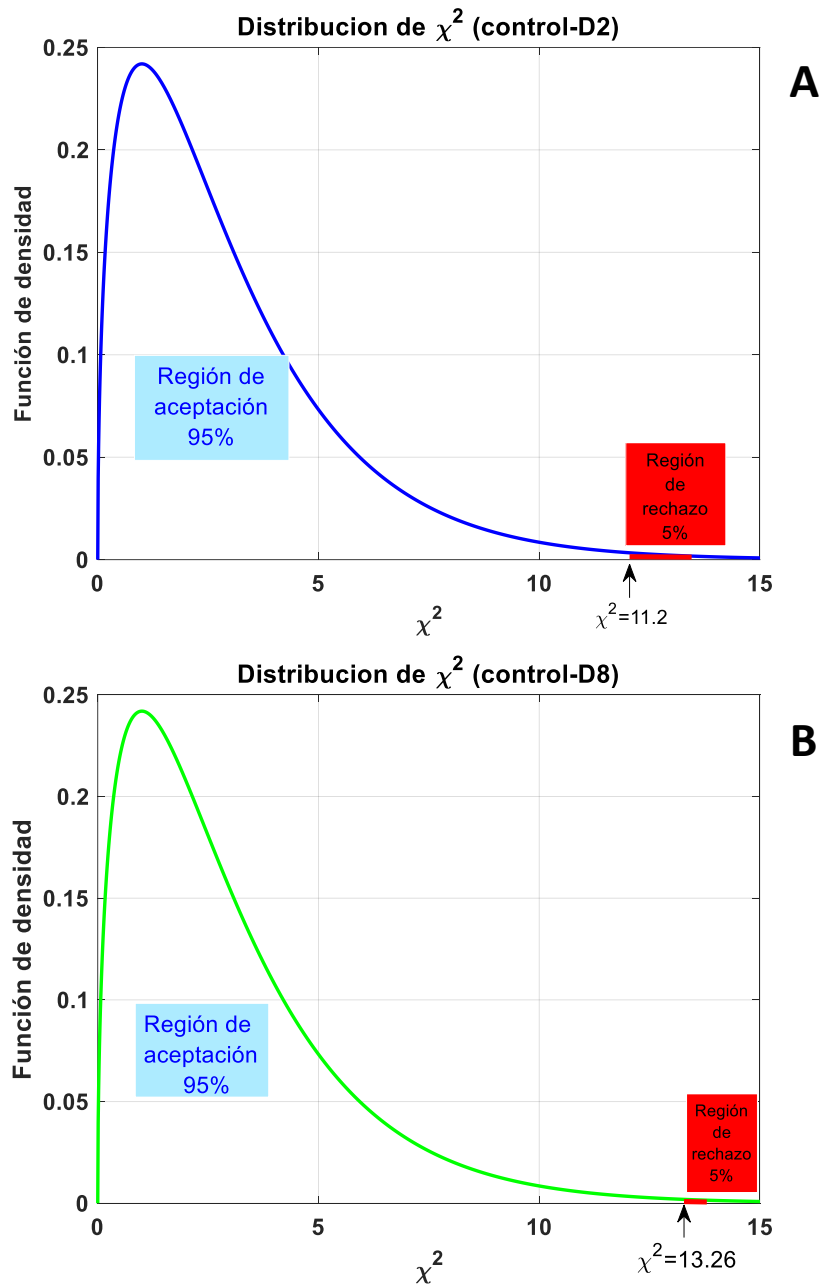 Distribucion de χ² (control-D2)
A
0.25
0.2
0.15
0.1
0.05
0
Función de densidad
Región de
aceptación
95%
Región
de
rechazo
5%
0 5 10 15
χ²=11.2
χ²
Distribucion de χ² (control-D8)
B
0.25
0.2
0.15
0.1
0.05
0
Función de densidad
Región de
aceptación
95%
Región
de
rechazo
5%
0 5 10 15
χ²=13.26
χ²